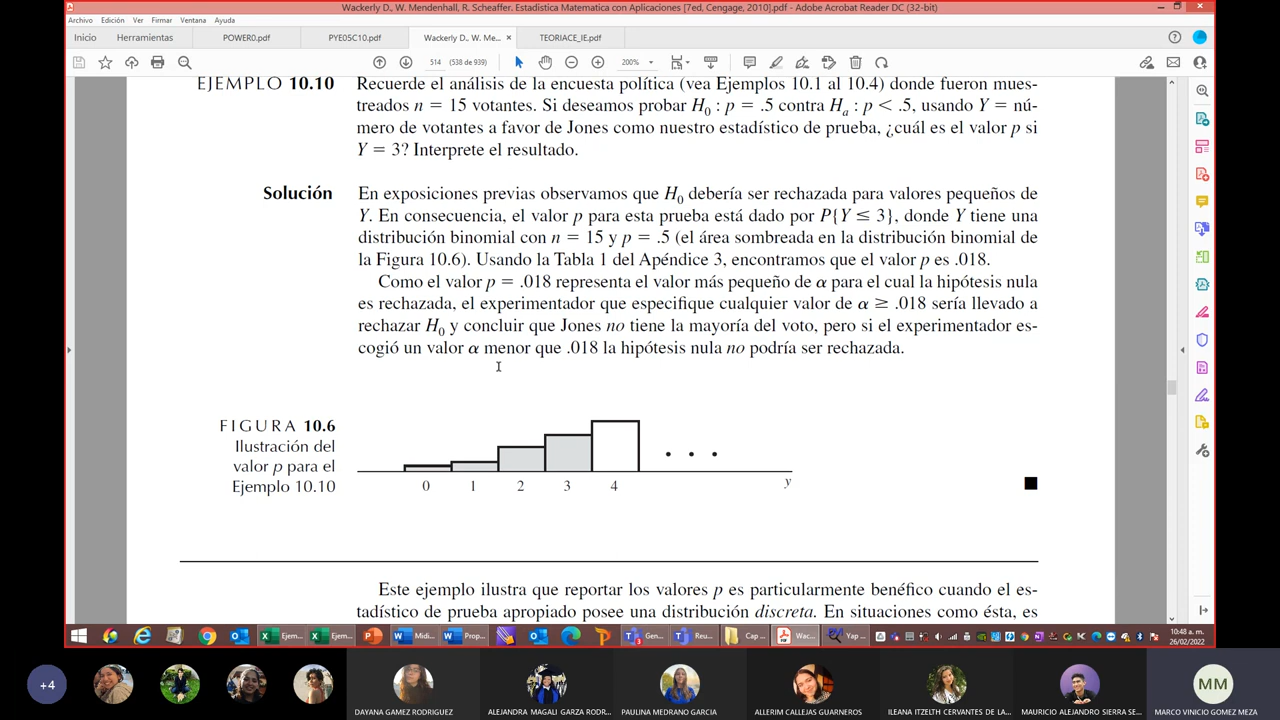 Wackerly D., W. Mendenhall, R. Scheaffer. Estadística Matematica con Aplicaciones [7ed, Cengage, 2010].pdf - Adobe Acrobat Reader DC (32-bit)
Archivo Edición Ver Firmar Ventana Ayuda
Inicio Herramientas POWER0.pdf PYE05C10.pdf Wackerly D., W. Me... × TEORIACE_IE.pdf
514 (538 de 939) 200%
EJEMPLO 10.10 Recuerde el análisis de la encuesta política (vea Ejemplos 10.1 al 10.4) donde fueron mues-
treados n = 15 votantes. Si deseamos probar H0 : p = .5 contra Ha : p < .5, usando Y = nú-
mero de votantes a favor de Jones como nuestro estadístico de prueba, ¿cuál es el valor p si
Y = 3? Interprete el resultado.
Solución En exposiciones previas observamos que H0 debería ser rechazada para valores pequeños de
Y. En consecuencia, el valor p para esta prueba está dado por P{Y ≤ 3}, donde Y tiene una
distribución binomial con n = 15 y p = .5 (el área sombreada en la distribución binomial de
la Figura 10.6). Usando la Tabla 1 del Apéndice 3, encontramos que el valor p es .018.
Como el valor p = .018 representa el valor más pequeño de α para el cual la hipótesis nula
es rechazada, el experimentador que especifique cualquier valor de α ≥ .018 sería llevado a
rechazar H0 y concluir que Jones no tiene la mayoría del voto, pero si el experimentador es-
cogió un valor α menor que .018 la hipótesis nula no podría ser rechazada.
FIGURA 10.6
Ilustración del
valor p para el
Ejemplo 10.10
0 1 2 3 4 y
Este ejemplo ilustra que reportar los valores p es particularmente benéfico cuando el es-
tadístico de prueba apropiado posee una distribución discreta. En situaciones como ésta, es
Ejem... Ejem... Midi... Prop... Gen... Reu... Cap ... Wac... Yap ...
10:48 a. m.
26/02/2022
+4 DAYANA GAMEZ RODRIGUEZ ALEJANDRA MAGALI GARZA RODR... PAULINA MEDRANO GARCIA ALLERIM CALLEJAS GUARNEROS ILEANA ITZELTH CERVANTES DE LA... MAURICIO ALEJANDRO SIERRA SE... MM MARCO VINICIO GOMEZ MEZA